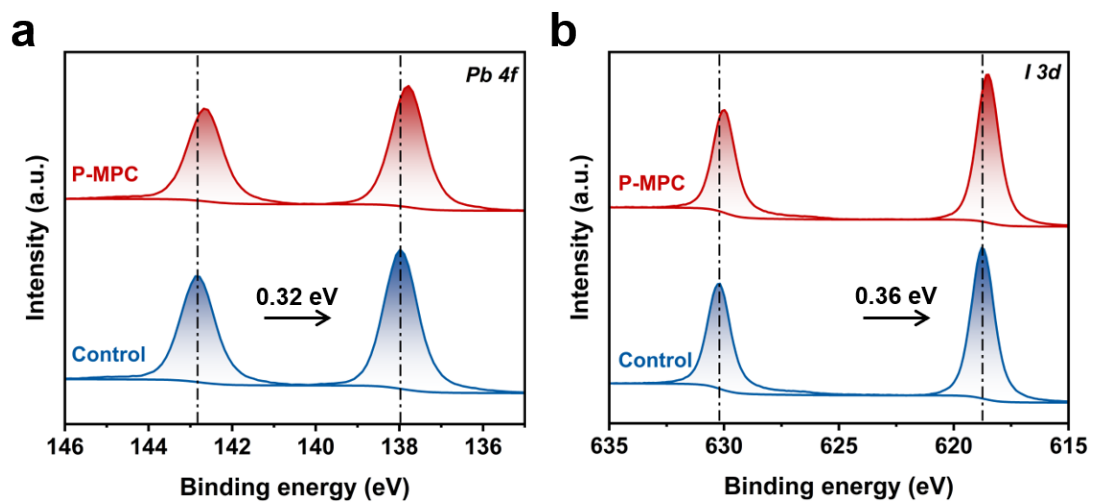 a
Pb 4f
P-MPC
0.32 eV
Control
Intensity (a.u.)
146 144 142 140 138 136
Binding energy (eV)
b
I 3d
P-MPC
0.36 eV
Control
Intensity (a.u.)
635 630 625 620 615
Binding energy (eV)